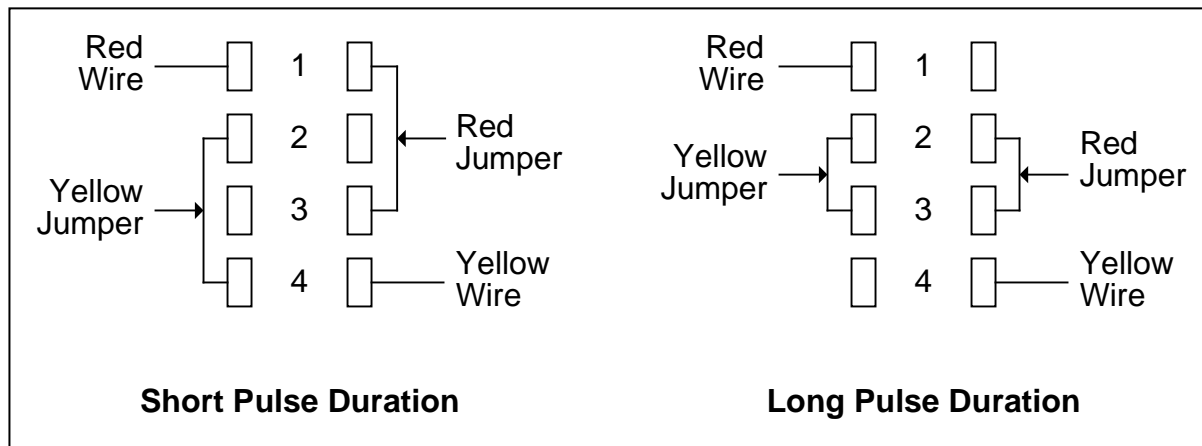 Red
Wire
1
2
Red
Jumper
Yellow
Jumper
3
4
Yellow
Wire
Short Pulse Duration
Red
Wire
1
2
Yellow
Jumper
Red
Jumper
3
4
Yellow
Wire
Long Pulse Duration